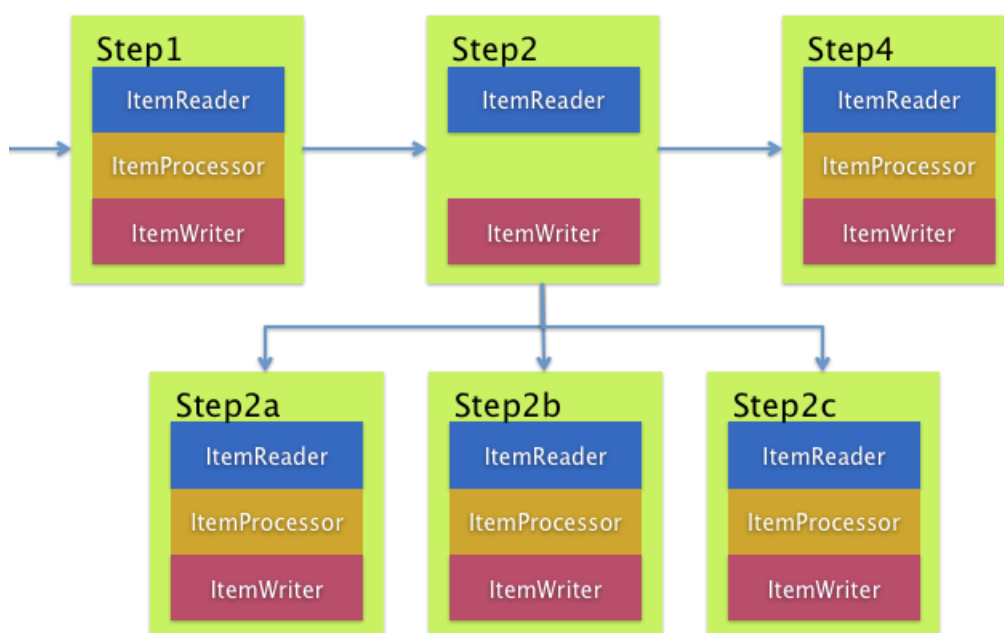 Step1
ItemReader
ItemProcessor
ItemWriter
Step2
ItemReader
ItemWriter
Step4
ItemReader
ItemProcessor
ItemWriter
Step2a
ItemReader
ItemProcessor
ItemWriter
Step2b
ItemReader
ItemProcessor
ItemWriter
Step2c
ItemReader
ItemProcessor
ItemWriter